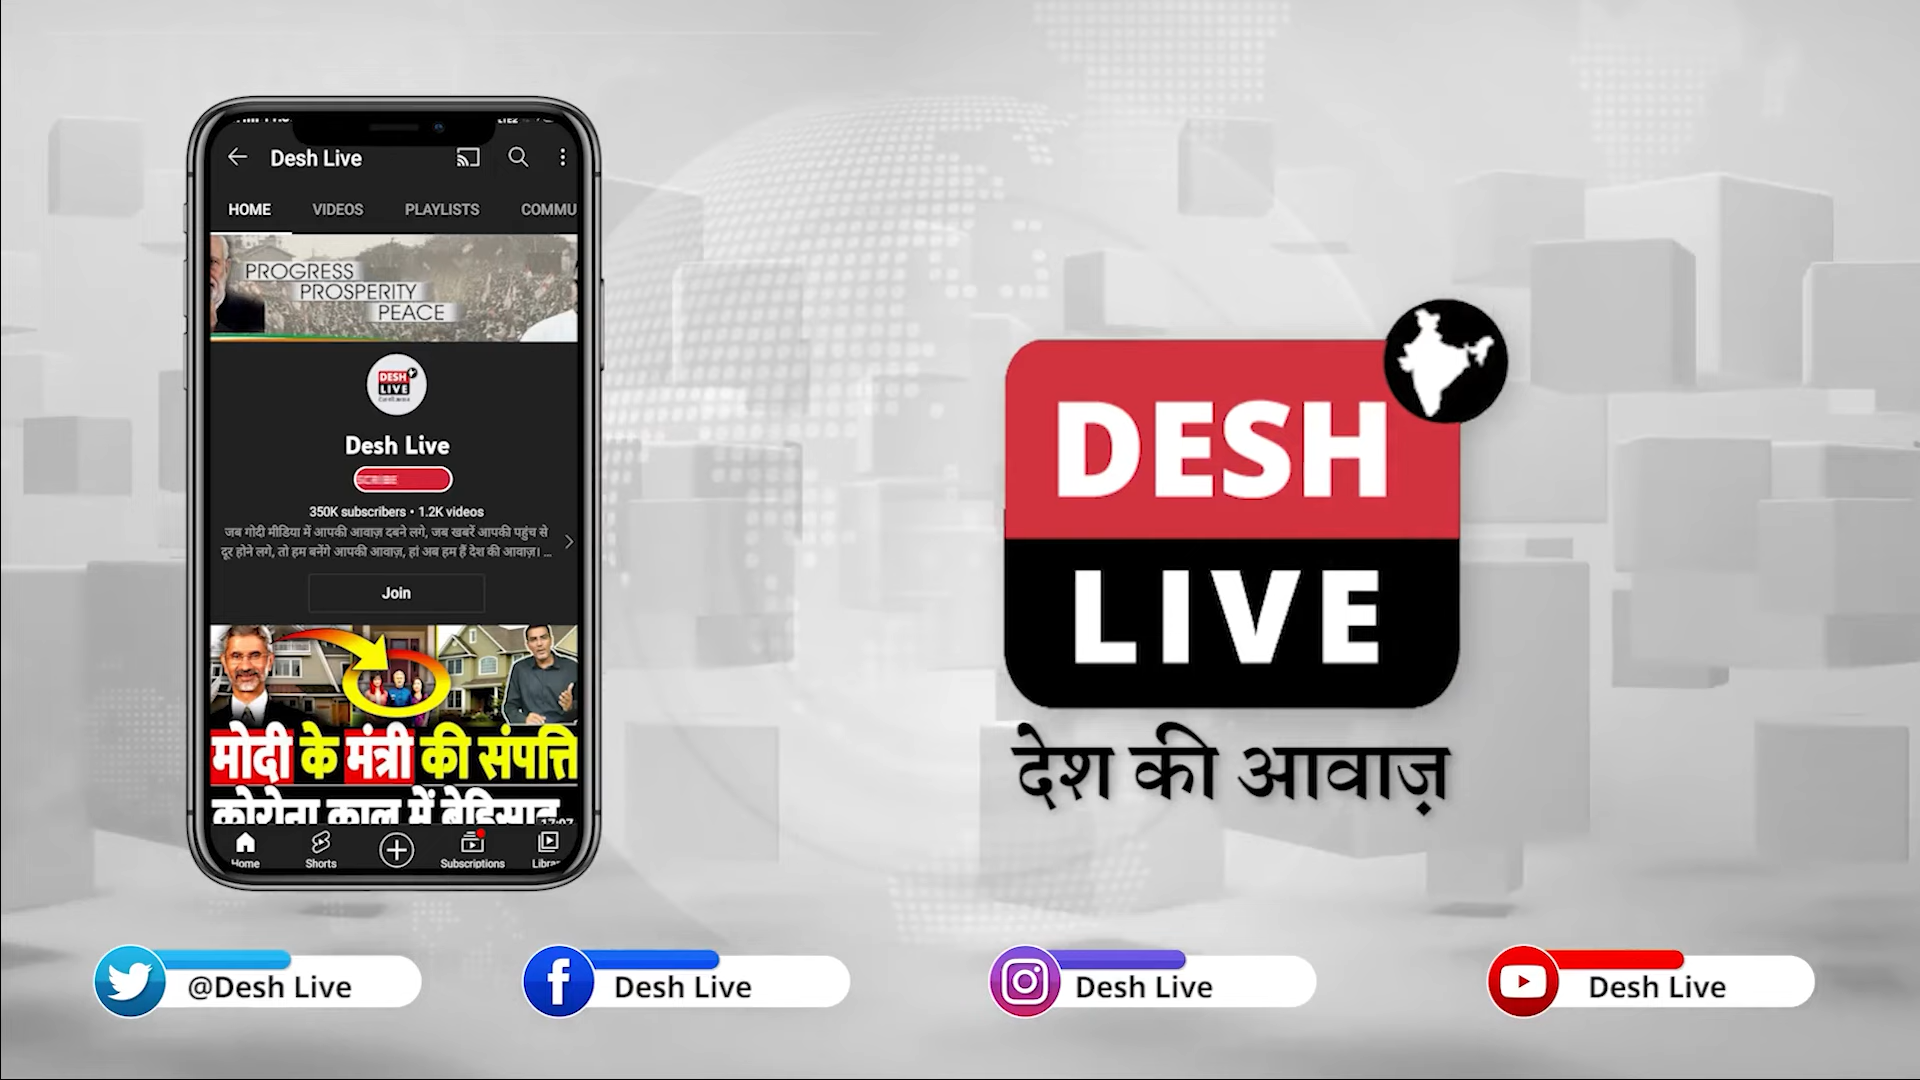 Desh Live
HOME VIDEOS PLAYLISTS COMMU
PROGRESS
PROSPERITY
PEACE
DESH
LIVE
Desh Live
350K subscribers • 1.2K videos
जब गोदी मीडिया में आपकी आवाज़ दबने लगे, जब खबरें आपकी पहुंच से
दूर होने लगे, तो हम बनेंगे आपकी आवाज़, हां अब हम हैं देश की आवाज़। ...
Join
मोदी के मंत्री की संपत्ति
कोरोना काल में बेहिसाब
Home Shorts Subscriptions Librar
DESH
LIVE
देश की आवाज़
@Desh Live
Desh Live
Desh Live
Desh Live